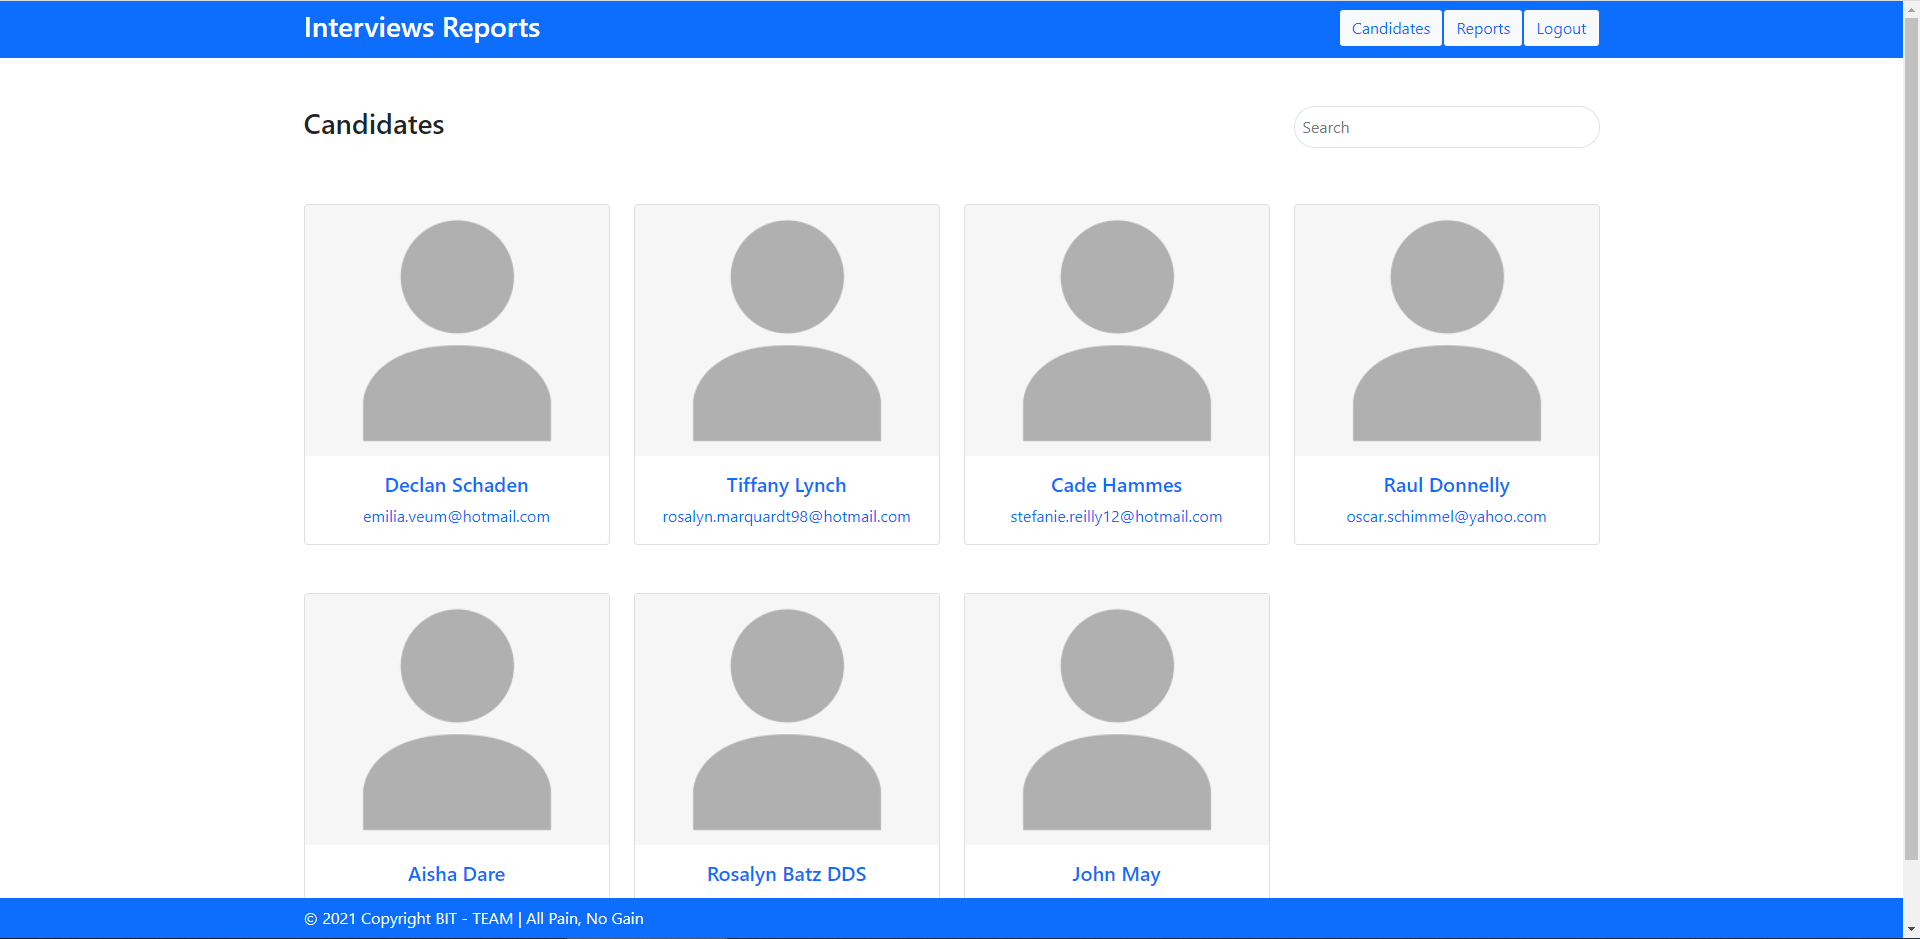 Interviews Reports
Candidates
Reports
Logout
Candidates
Search
Declan Schaden
emilia.veum@hotmail.com
Tiffany Lynch
rosalyn.marquardt98@hotmail.com
Cade Hammes
stefanie.reilly12@hotmail.com
Raul Donnelly
oscar.schimmel@yahoo.com
Aisha Dare
Rosalyn Batz DDS
John May
© 2021 Copyright BIT - TEAM | All Pain, No Gain